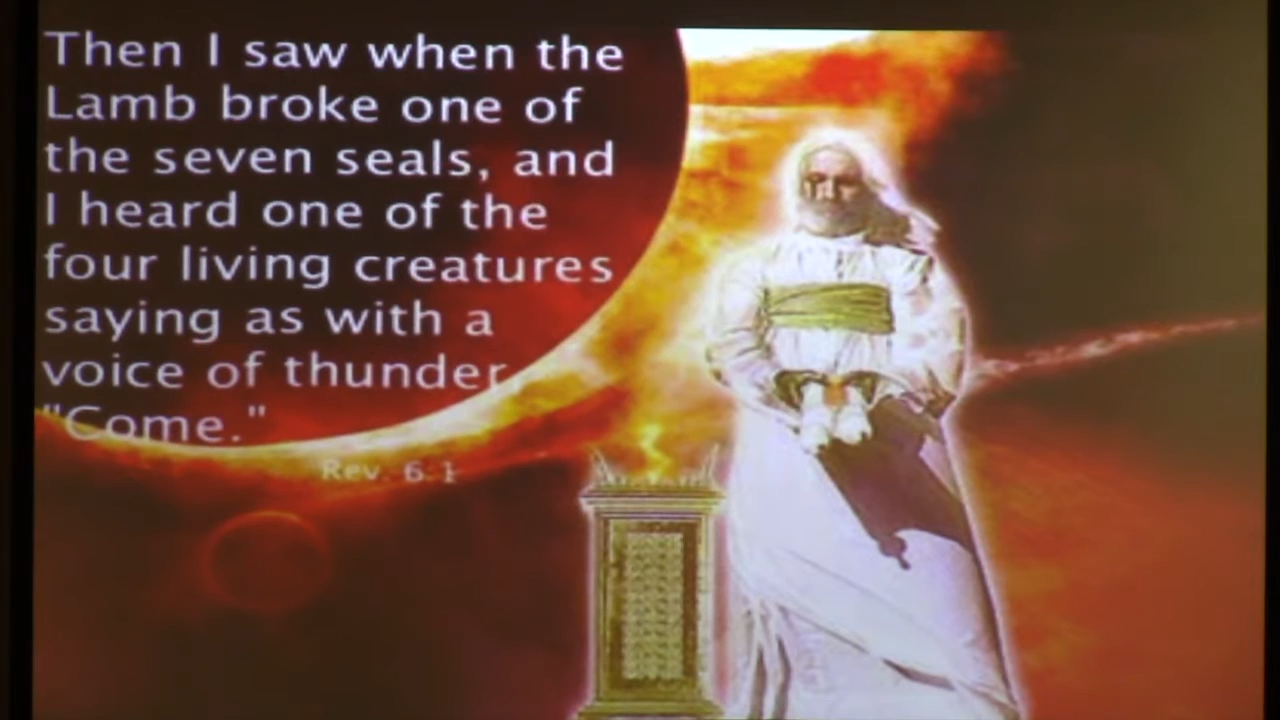 Then I saw when the
Lamb broke one of
the seven seals, and
I heard one of the
four living creatures
saying as with a
voice of thunder,
"Come."
Rev. 6:1